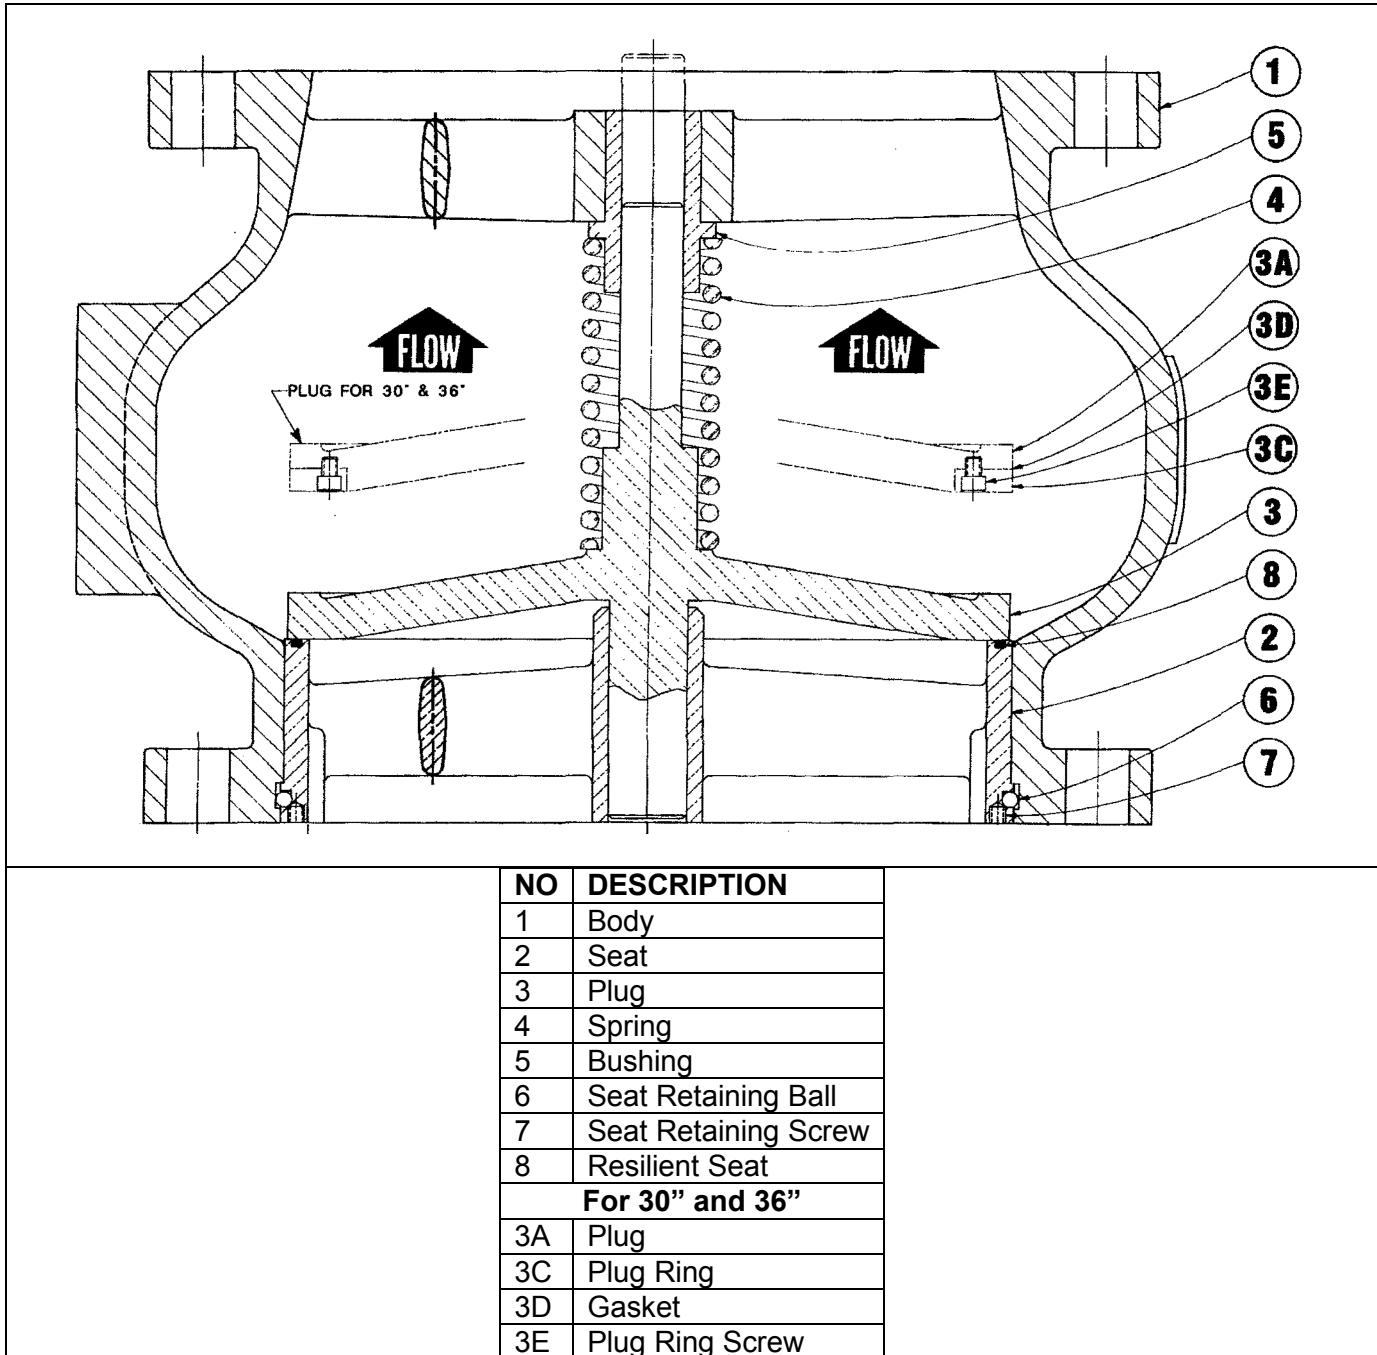 1
5
4
3A
3D
FLOW FLOW
3E
PLUG FOR 30" & 36"
3C
3
8
2
6
7
NO DESCRIPTION
1 Body
2 Seat
3 Plug
4 Spring
5 Bushing
6 Seat Retaining Ball
7 Seat Retaining Screw
8 Resilient Seat
For 30” and 36”
3A Plug
3C Plug Ring
3D Gasket
3E Plug Ring Screw